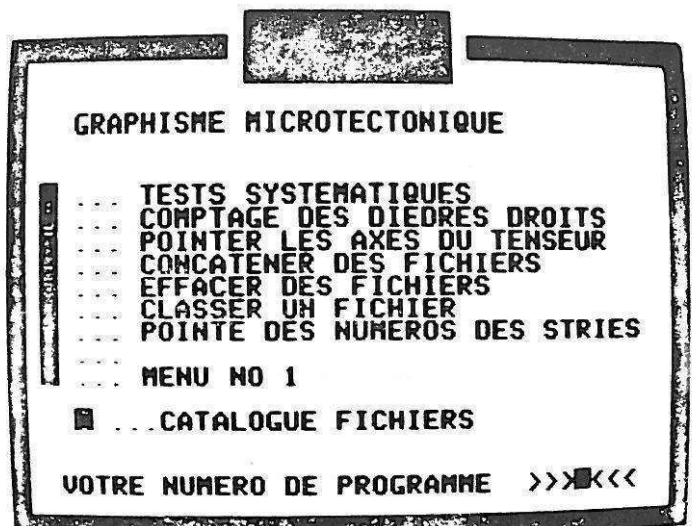 GRAPHISME MICROTECTONIQUE
... TESTS SYSTEMATIQUES
... COMPTAGE DES DIEDRES DROITS
... POINTER LES AXES DU TENSEUR
... CONCATENER DES FICHIERS
... EFFACER DES FICHIERS
... CLASSER UN FICHIER
... POINTE DES NUMEROS DES STRIES
...
... MENU NO 1
...CATALOGUE FICHIERS
VOTRE NUMERO DE PROGRAMME >>><<<